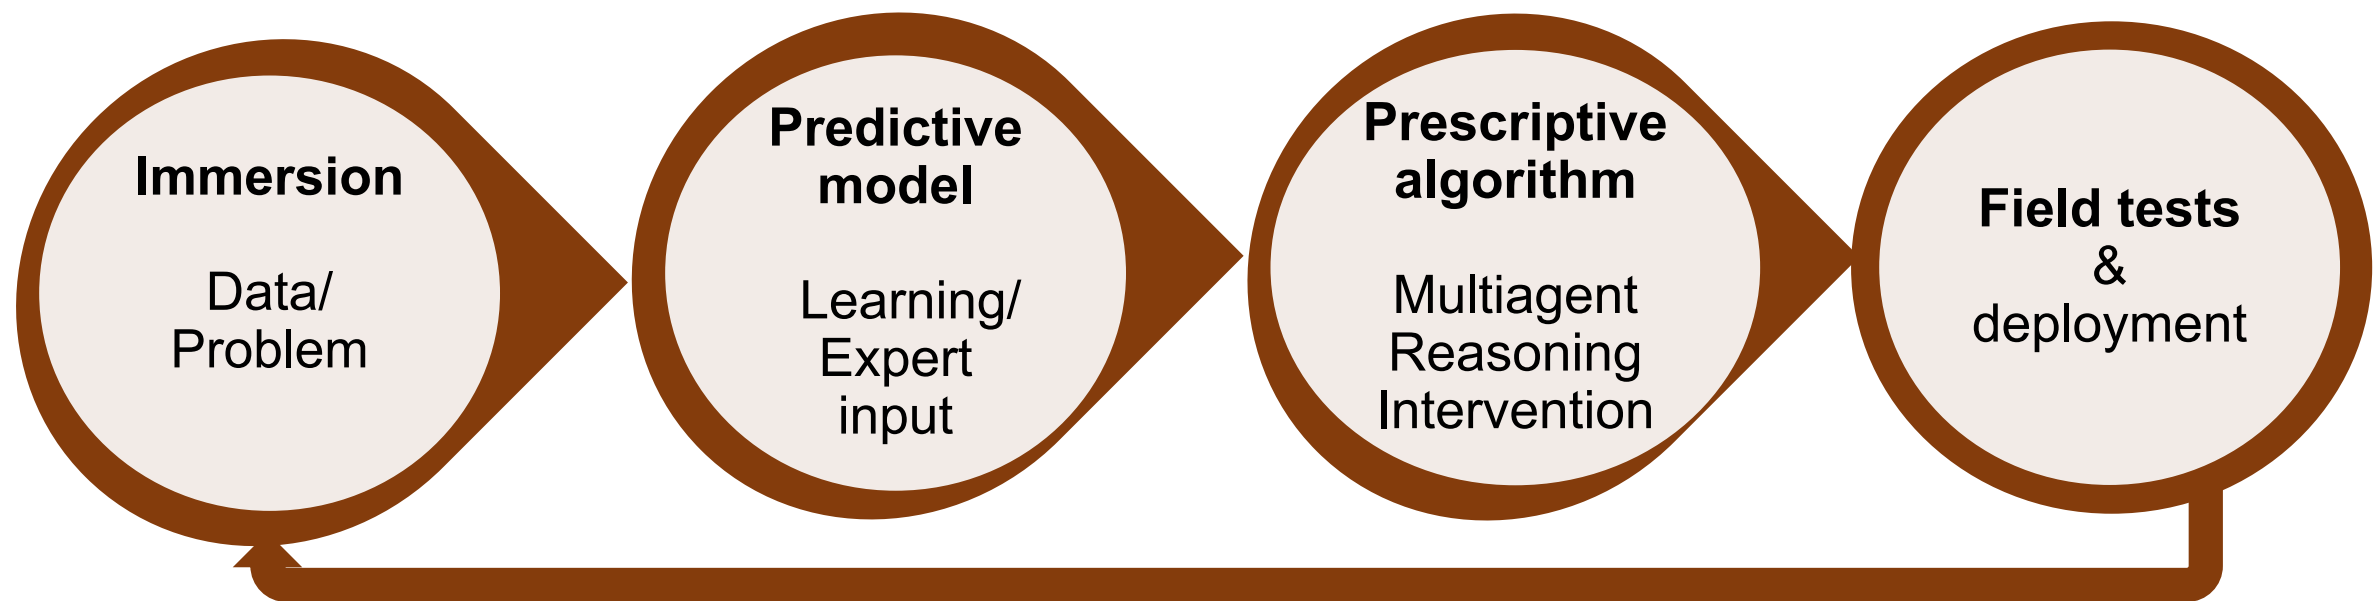 Immersion
Data/
Problem
Predictive
model
Learning/
Expert
input
Prescriptive
algorithm
Multiagent
Reasoning
Intervention
Field tests
&
deployment